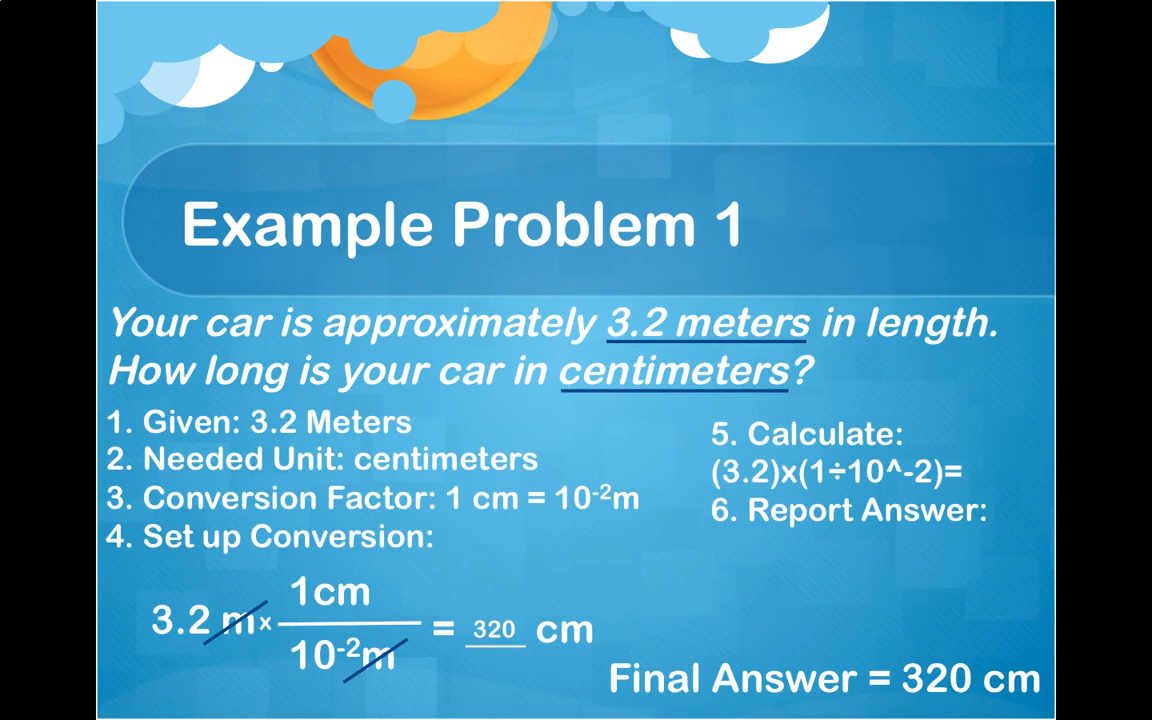 Example Problem 1
Your car is approximately 3.2 meters in length.
How long is your car in centimeters?
1. Given: 3.2 Meters
2. Needed Unit: centimeters
3. Conversion Factor: 1 cm = 10⁻²m
4. Set up Conversion:
3.2 m x 1cm
10⁻²m
= 320 cm
5. Calculate:
(3.2)x(1÷10^-2)=
6. Report Answer:
Final Answer = 320 cm